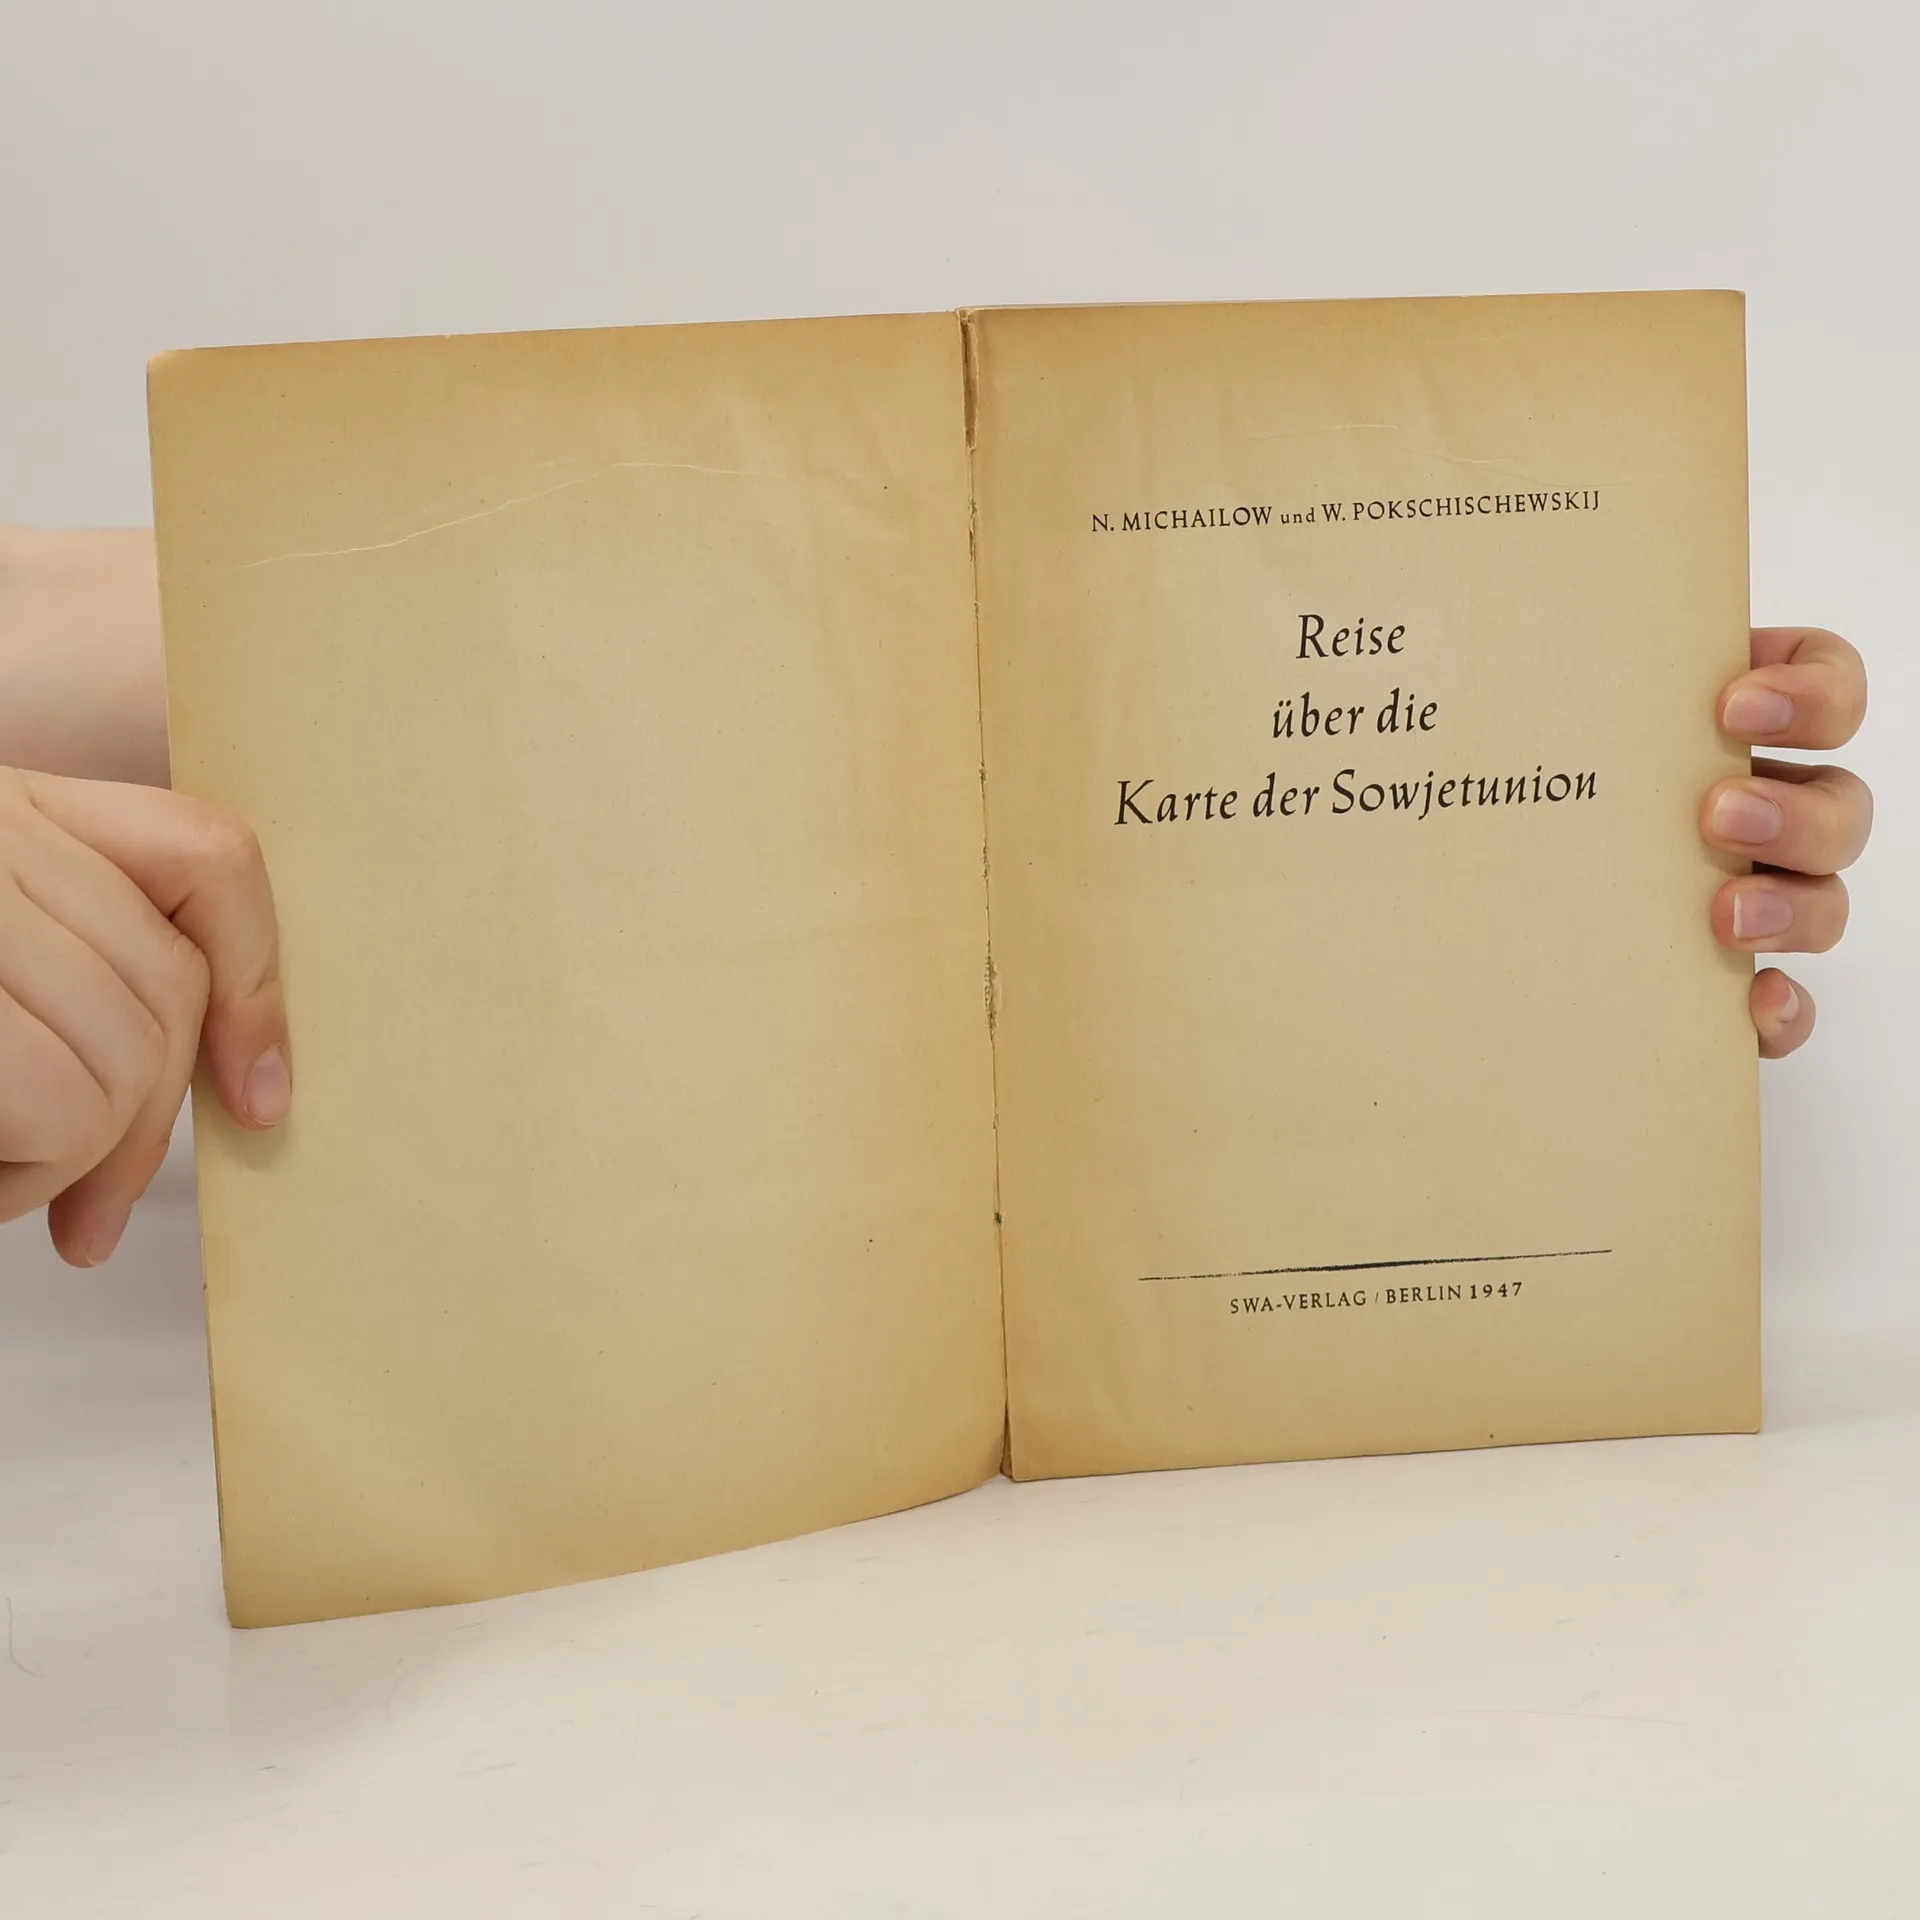 N. MICHAILOW und W. POKSCHISCHEWSKIJ
Reise
über die
Karte der Sowjetunion
SWA-VERLAG / BERLIN 1947